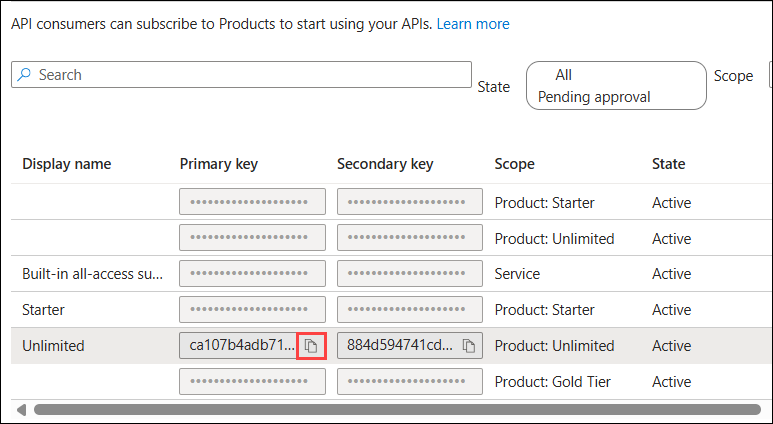 API consumers can subscribe to Products to start using your APIs. Learn more
Search
State
All
Pending approval
Scope
Display name Primary key Secondary key Scope State
•••••••••••••••••••• •••••••••••••••••••• Product: Starter Active
•••••••••••••••••••• •••••••••••••••••••• Product: Unlimited Active
Built-in all-access su... •••••••••••••••••••• •••••••••••••••••••• Service Active
Starter •••••••••••••••••••• •••••••••••••••••••• Product: Starter Active
Unlimited ca107b4adb71... 884d594741cd... Product: Unlimited Active
•••••••••••••••••••• •••••••••••••••••••• Product: Gold Tier Active